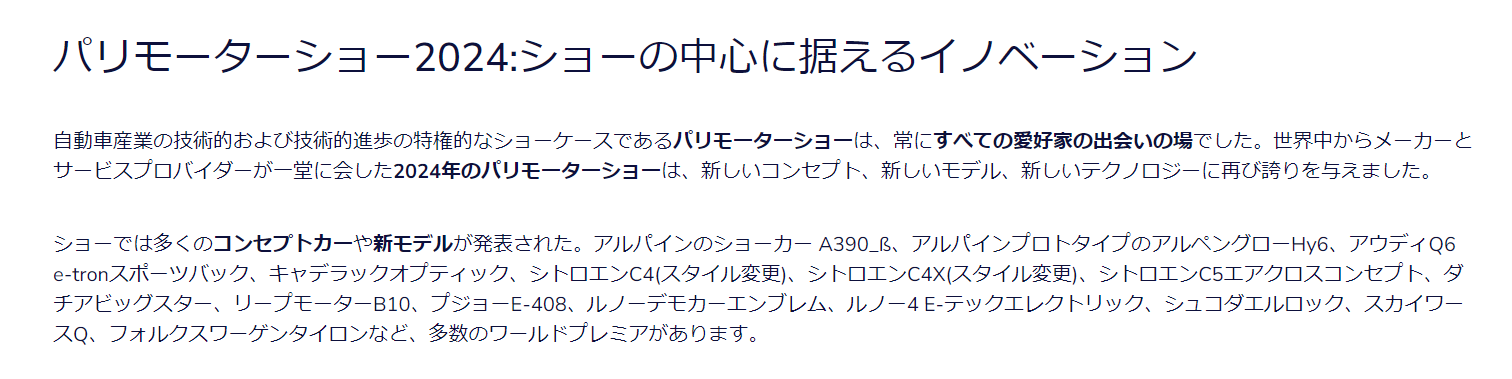 パリモーターショー2024:ショーの中心に据えるイノベーション
自動車産業の技術的および技術的進歩の特権的なショーケースであるパリモーターショーは、常にすべての愛好家の出会いの場でした。世界中からメーカーと
サービスプロバイダーが一堂に会した2024年のパリモーターショーは、新しいコンセプト、新しいモデル、新しいテクノロジーに再び誇りを与えました。
ショーでは多くのコンセプトカーや新モデルが発表された。アルパインのショーカー A390_ß、アルパインプロトタイプのアルペングローHy6、アウディQ6
e-tronスポーツバック、キャデラックオプティック、シトロエンC4(スタイル変更)、シトロエンC4X(スタイル変更)、シトロエンC5エアクロスコンセプト、ダ
チアビッグスター、リープモーターB10、プジョーE-408、ルノーデモカーエンブレム、ルノー4 E-テックエレクトリック、シュコダエルロック、スカイワー
スQ、フォルクスワーゲンタイロンなど、多数のワールドプレミアがあります。